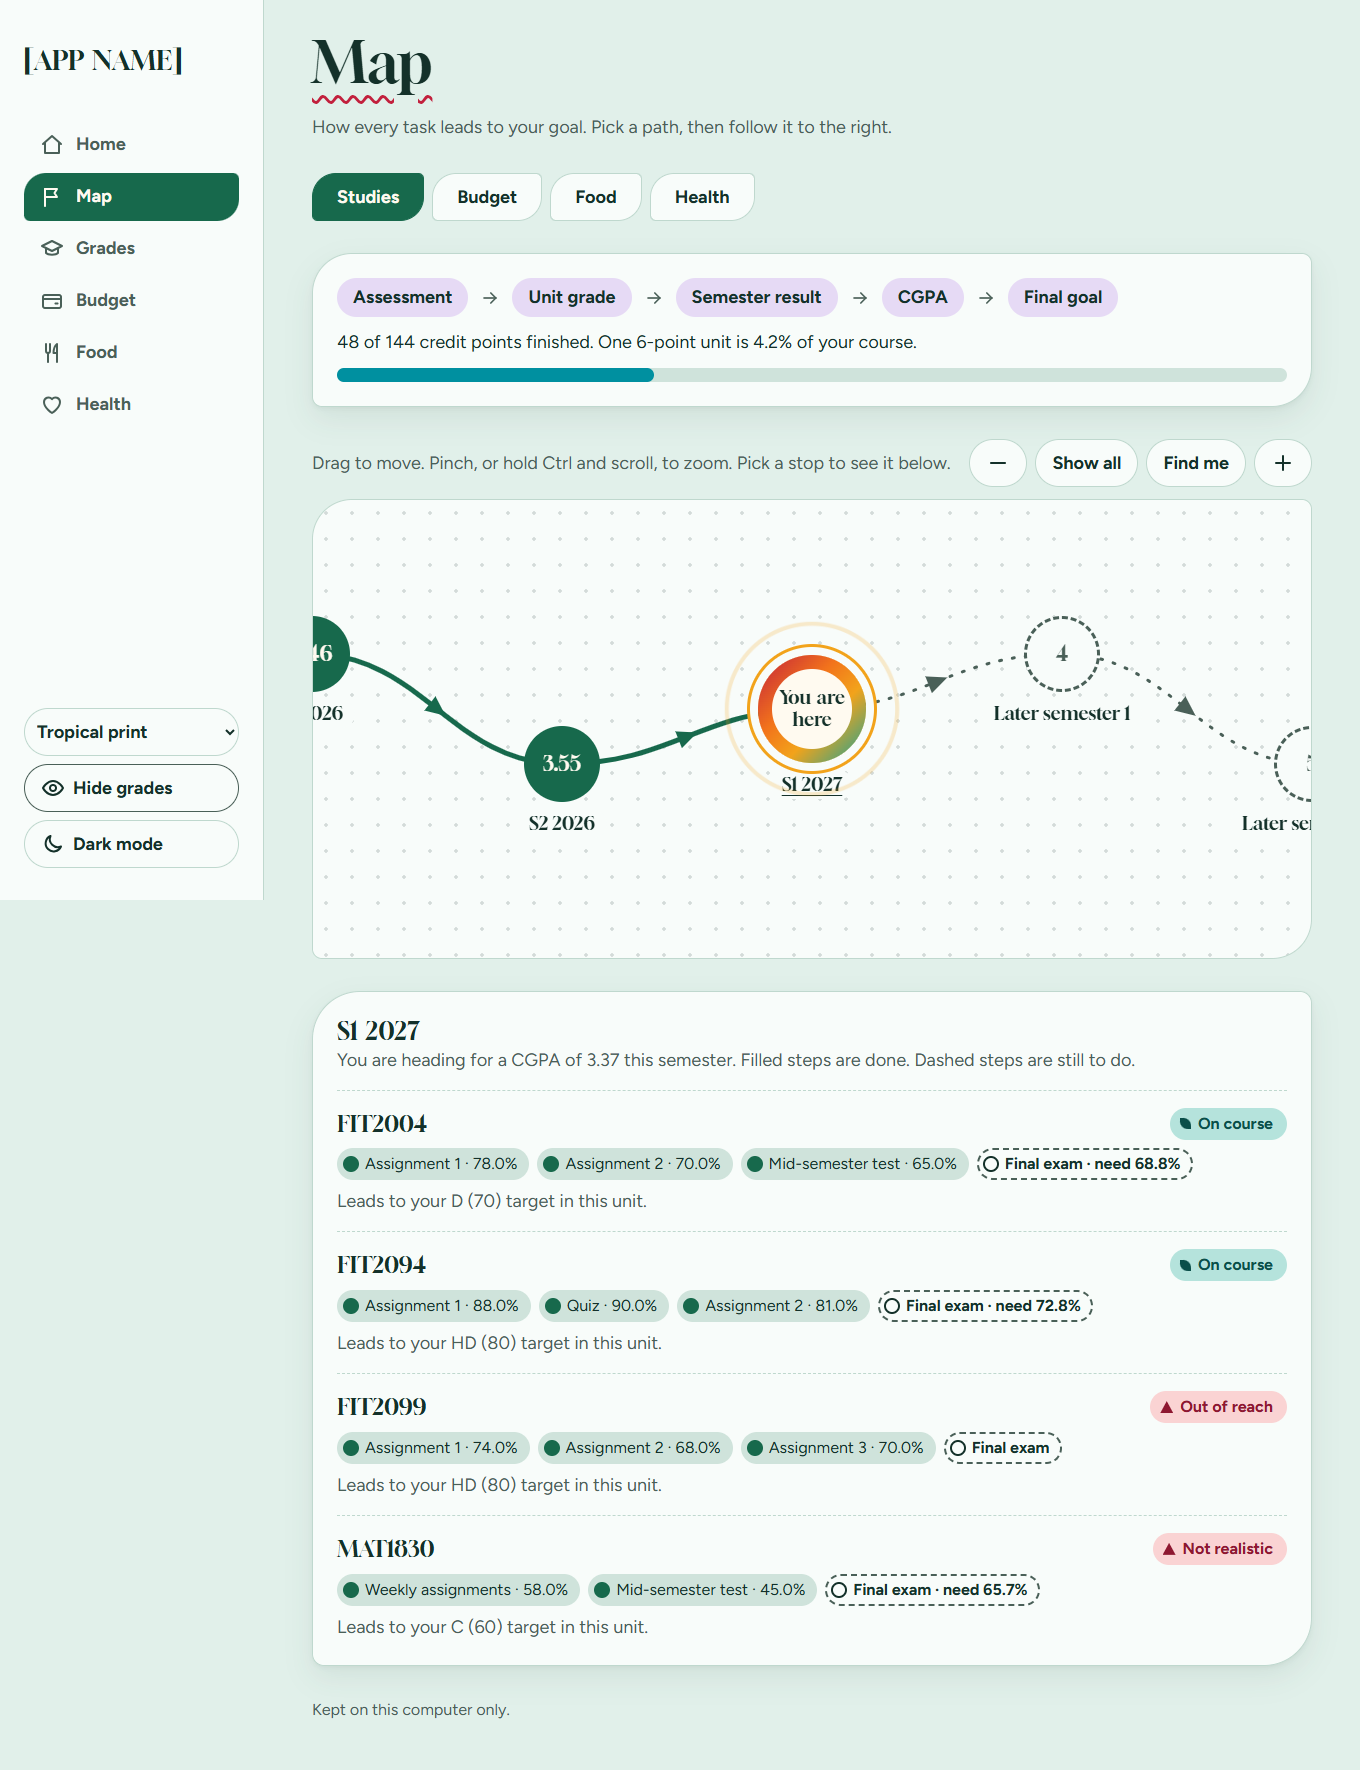 [APP NAME]
Home
Map
Grades
Budget
Food
Health
Tropical print
Hide grades
Dark mode
Map
How every task leads to your goal. Pick a path, then follow it to the right.
Studies
Budget
Food
Health
Assessment → Unit grade → Semester result → CGPA → Final goal
48 of 144 credit points finished. One 6-point unit is 4.2% of your course.
Drag to move. Pinch, or hold Ctrl and scroll, to zoom. Pick a stop to see it below.
Show all
Find me
46
026
3.55
S2 2026
You are
here
S1 2027
4
Later semester 1
Later
S1 2027
You are heading for a CGPA of 3.37 this semester. Filled steps are done. Dashed steps are still to do.
FIT2004
On course
Assignment 1 · 78.0%
Assignment 2 · 70.0%
Mid-semester test · 65.0%
Final exam · need 68.8%
Leads to your D (70) target in this unit.
FIT2094
On course
Assignment 1 · 88.0%
Quiz · 90.0%
Assignment 2 · 81.0%
Final exam · need 72.8%
Leads to your HD (80) target in this unit.
FIT2099
Out of reach
Assignment 1 · 74.0%
Assignment 2 · 68.0%
Assignment 3 · 70.0%
Final exam
Leads to your HD (80) target in this unit.
MAT1830
Not realistic
Weekly assignments · 58.0%
Mid-semester test · 45.0%
Final exam · need 65.7%
Leads to your C (60) target in this unit.
Kept on this computer only.